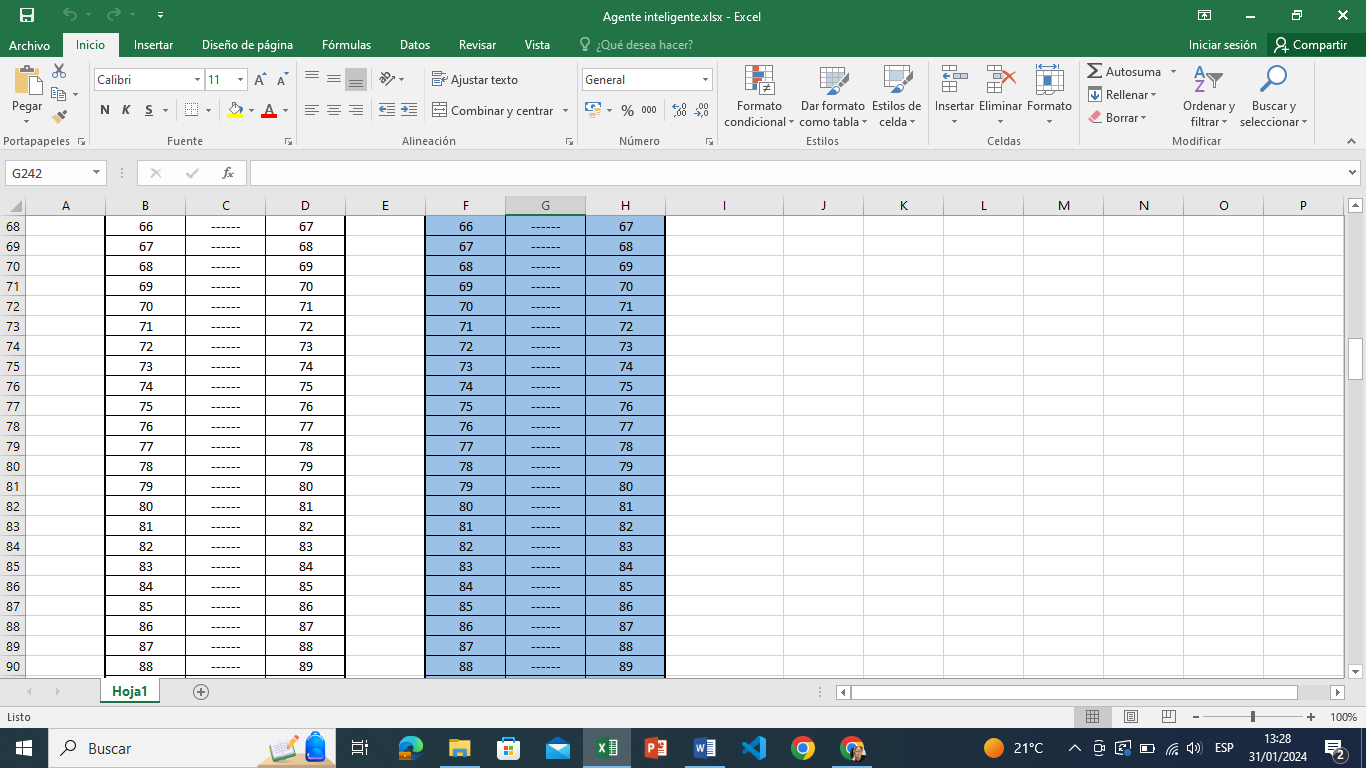 Agente inteligente.xlsx - Excel
Archivo Inicio Insertar Diseño de página Fórmulas Datos Revisar Vista ¿Qué desea hacer? Iniciar sesión Compartir
Pegar
Portapapeles
Calibri 11
N K S
Fuente
Ajustar texto
Combinar y centrar
Alineación
General
% 000
Número
Formato condicional
Dar formato como tabla
Estilos de celda
Estilos
Insertar Eliminar Formato
Celdas
Autosuma
Rellenar
Borrar
Ordenar y filtrar
Buscar y seleccionar
Modificar
G242 fx
A B C D E F G H I J K L M N O P
68 66 ------ 67 66 ------ 67
69 67 ------ 68 67 ------ 68
70 68 ------ 69 68 ------ 69
71 69 ------ 70 69 ------ 70
72 70 ------ 71 70 ------ 71
73 71 ------ 72 71 ------ 72
74 72 ------ 73 72 ------ 73
75 73 ------ 74 73 ------ 74
76 74 ------ 75 74 ------ 75
77 75 ------ 76 75 ------ 76
78 76 ------ 77 76 ------ 77
79 77 ------ 78 77 ------ 78
80 78 ------ 79 78 ------ 79
81 79 ------ 80 79 ------ 80
82 80 ------ 81 80 ------ 81
83 81 ------ 82 81 ------ 82
84 82 ------ 83 82 ------ 83
85 83 ------ 84 83 ------ 84
86 84 ------ 85 84 ------ 85
87 85 ------ 86 85 ------ 86
88 86 ------ 87 86 ------ 87
89 87 ------ 88 87 ------ 88
90 88 ------ 89 88 ------ 89
Hoja1
Listo 100%
Buscar 21°C ESP 13:28
31/01/2024 2